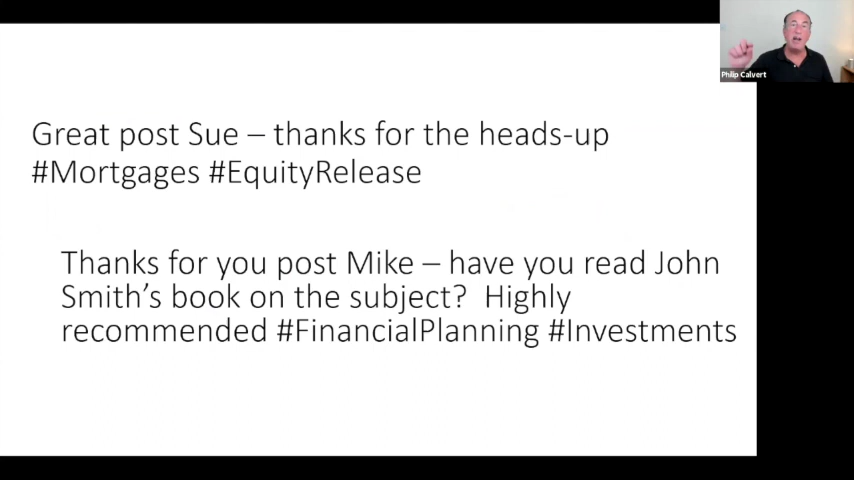 Philip Calvert
Great post Sue – thanks for the heads-up
#Mortgages #EquityRelease
Thanks for you post Mike – have you read John
Smith’s book on the subject?  Highly
recommended #FinancialPlanning #Investments